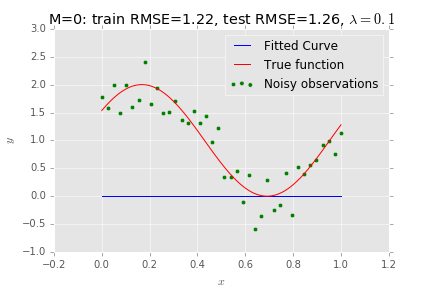 M=0: train RMSE=1.22, test RMSE=1.26, λ=0.1
3.0
2.5
2.0
1.5
1.0
0.5
0.0
−0.5
−1.0
y
Fitted Curve
True function
Noisy observations
−0.2 0.0 0.2 0.4 0.6 0.8 1.0 1.2
x